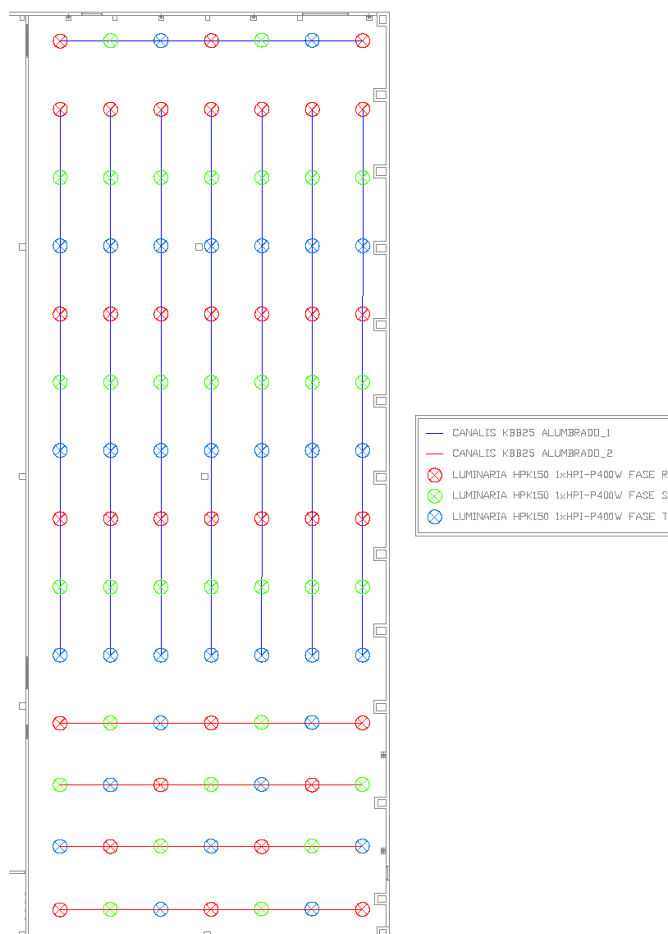 CANALIS KBB25 ALUMBRADO_1
CANALIS KBB25 ALUMBRADO_2
LUMINARIA HPK150 1xHPI-P400W FASE R
LUMINARIA HPK150 1xHPI-P400W FASE S
LUMINARIA HPK150 1xHPI-P400W FASE T